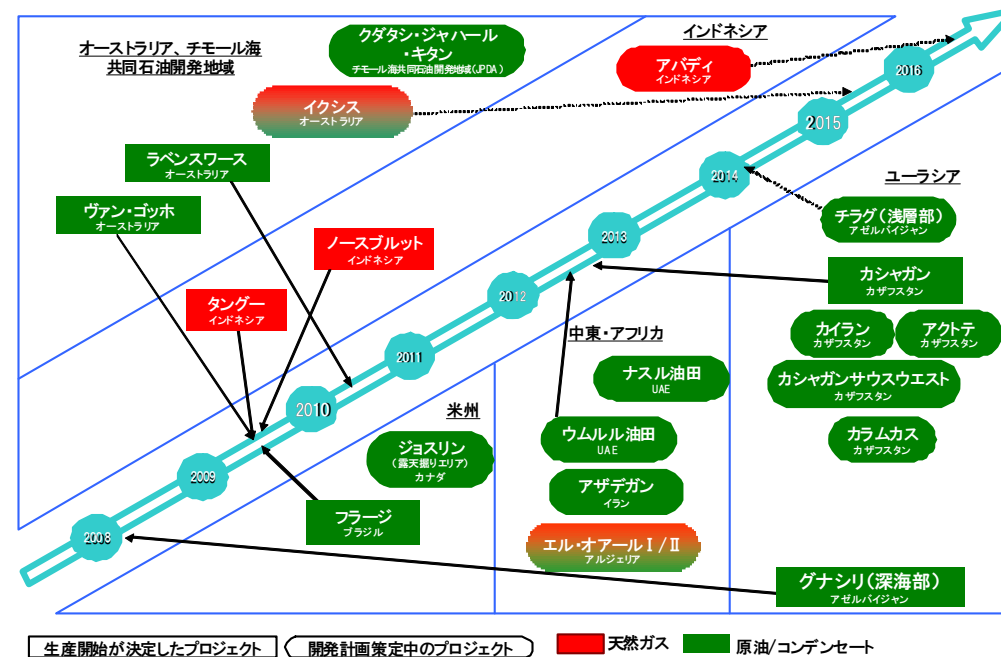 オーストラリア、チモール海
共同石油開発地域
クダタシ・ジャハール
・キタン
チモール海共同石油開発地域(JPDA)
インドネシア
アバディ
インドネシア
2016
イクシス
オーストラリア
2015
ラベンスワース
オーストラリア
2014
ユーラシア
ヴァン・ゴッホ
オーストラリア
チラグ(浅層部)
アゼルバイジャン
ノースブルット
インドネシア
2013
カシャガン
カザフスタン
タングー
インドネシア
2012
中東・アフリカ
カイラン
カザフスタン
アクトテ
カザフスタン
2011
ナスル油田
UAE
カシャガンサウスウエスト
カザフスタン
2010
米州
ジョスリン
(露天掘りエリア)
カナダ
ウムルル油田
UAE
カラムカス
カザフスタン
2009
アザデガン
イラン
フラージ
ブラジル
2008
エル・オアールⅠ/Ⅱ
アルジェリア
グナシリ(深海部)
アゼルバイジャン
生産開始が決定したプロジェクト
開発計画策定中のプロジェクト
天然ガス
原油/コンデンセート